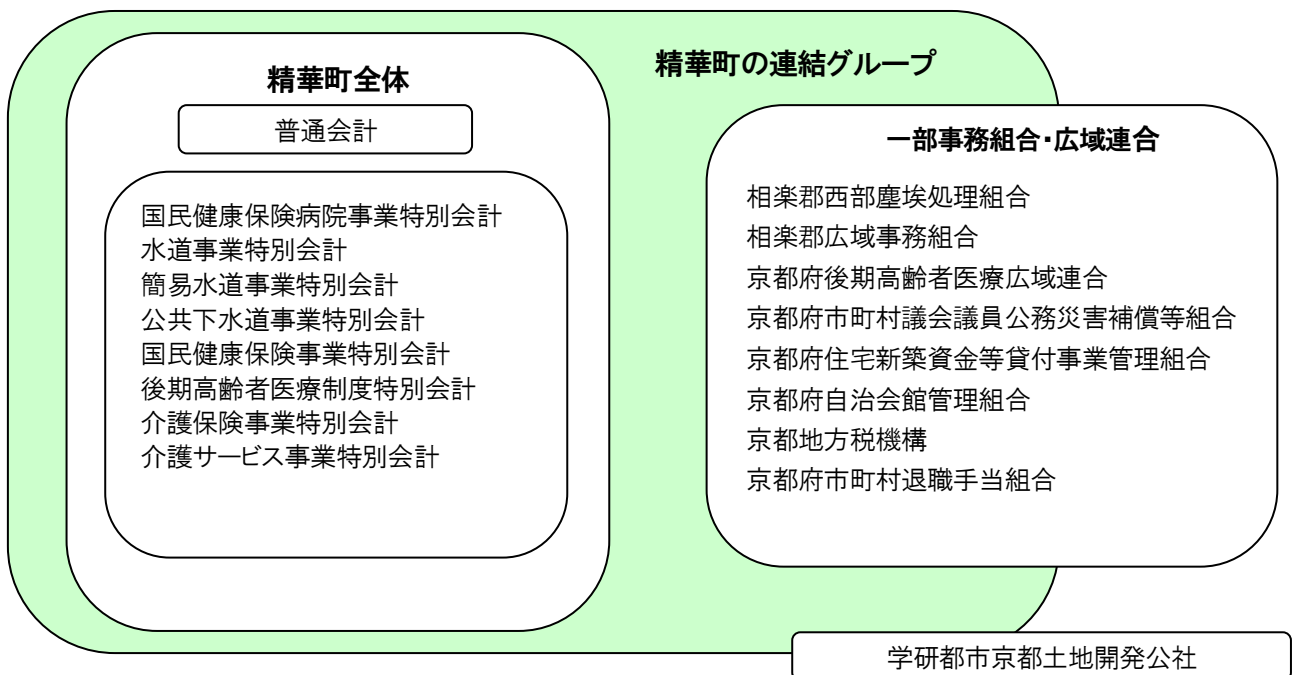 精華町の連結グループ
精華町全体
普通会計
国民健康保険病院事業特別会計
水道事業特別会計
簡易水道事業特別会計
公共下水道事業特別会計
国民健康保険事業特別会計
後期高齢者医療制度特別会計
介護保険事業特別会計
介護サービス事業特別会計
一部事務組合・広域連合
相楽郡西部塵埃処理組合
相楽郡広域事務組合
京都府後期高齢者医療広域連合
京都府市町村議会議員公務災害補償等組合
京都府住宅新築資金等貸付事業管理組合
京都府自治会館管理組合
京都地方税機構
京都府市町村退職手当組合
学研都市京都土地開発公社